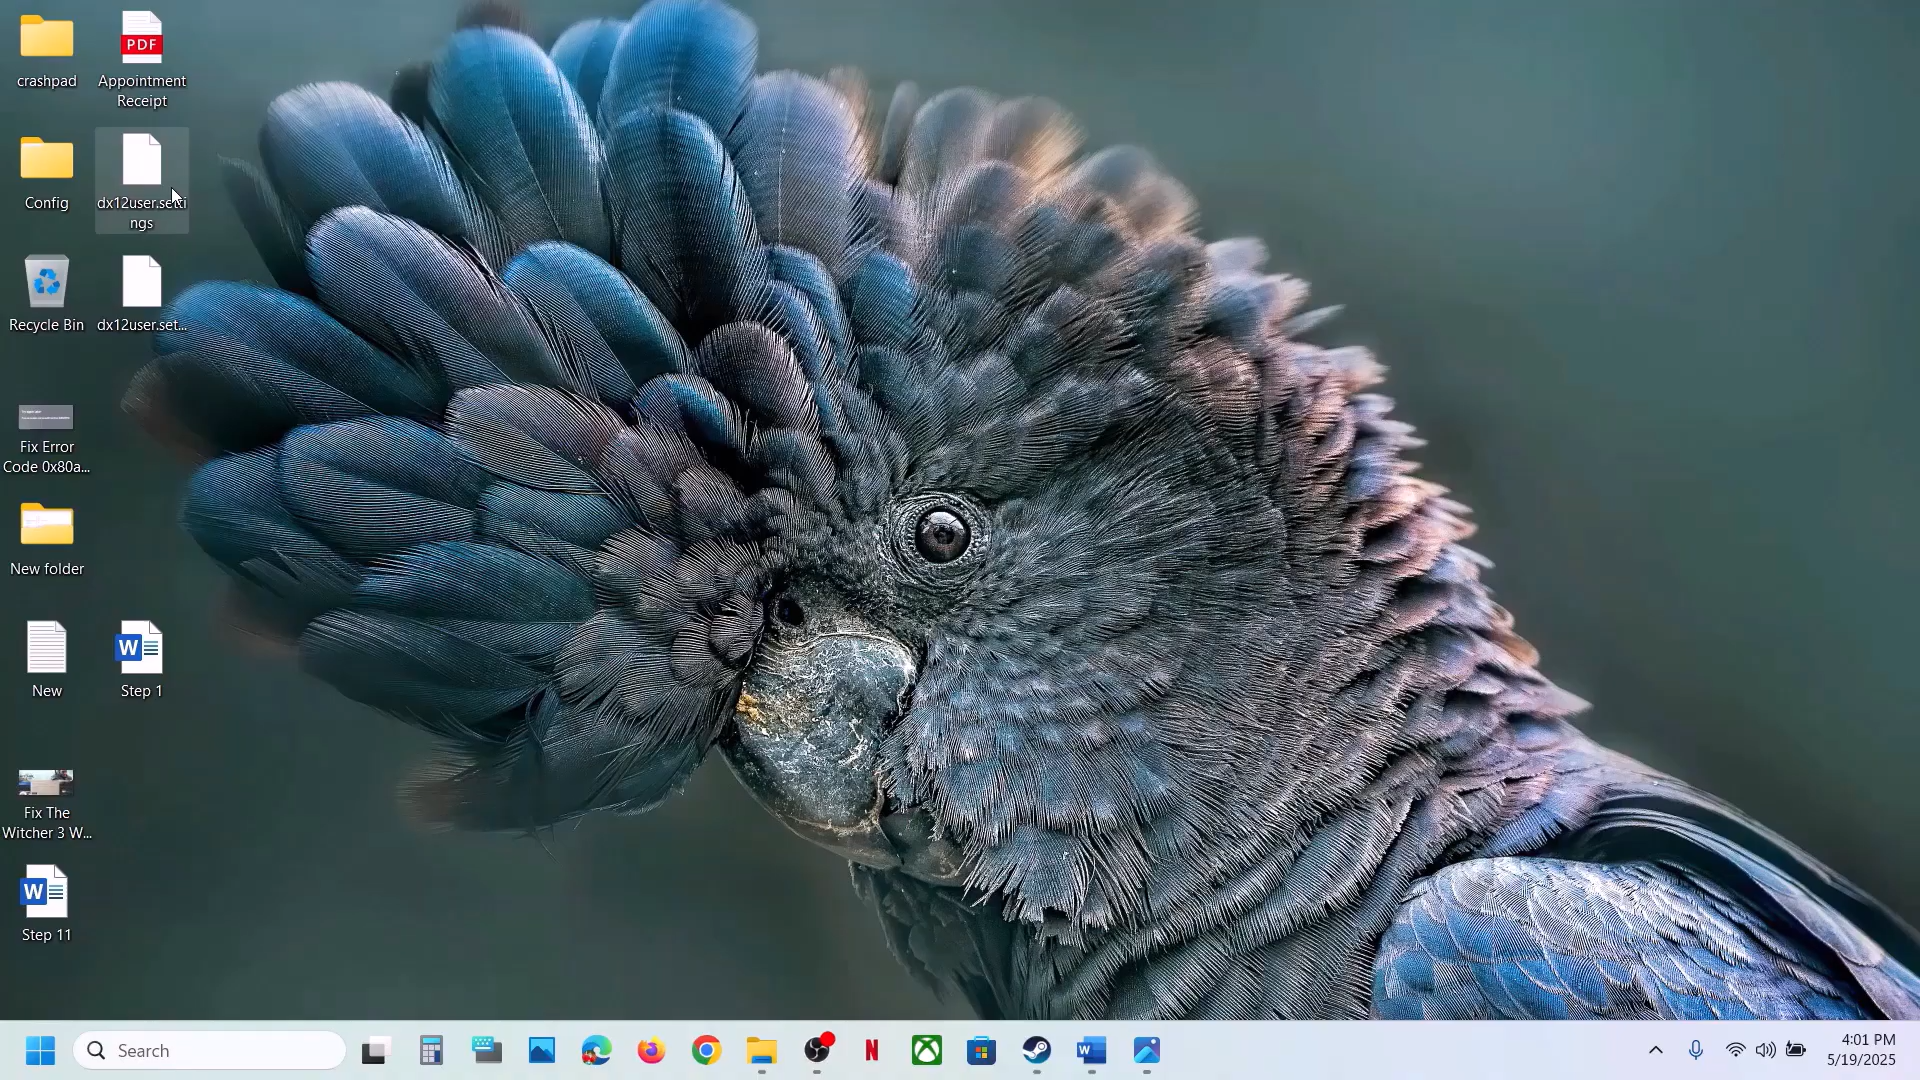 crashpad
PDF
Appointment
Receipt
Config
dx12user.setti
ngs
Recycle Bin
dx12user.set...
Fix Error
Code 0x80a...
New folder
New
W
Step 1
Fix The
Witcher 3 W...
W
Step 11
Search
N
W
4:01 PM
5/19/2025